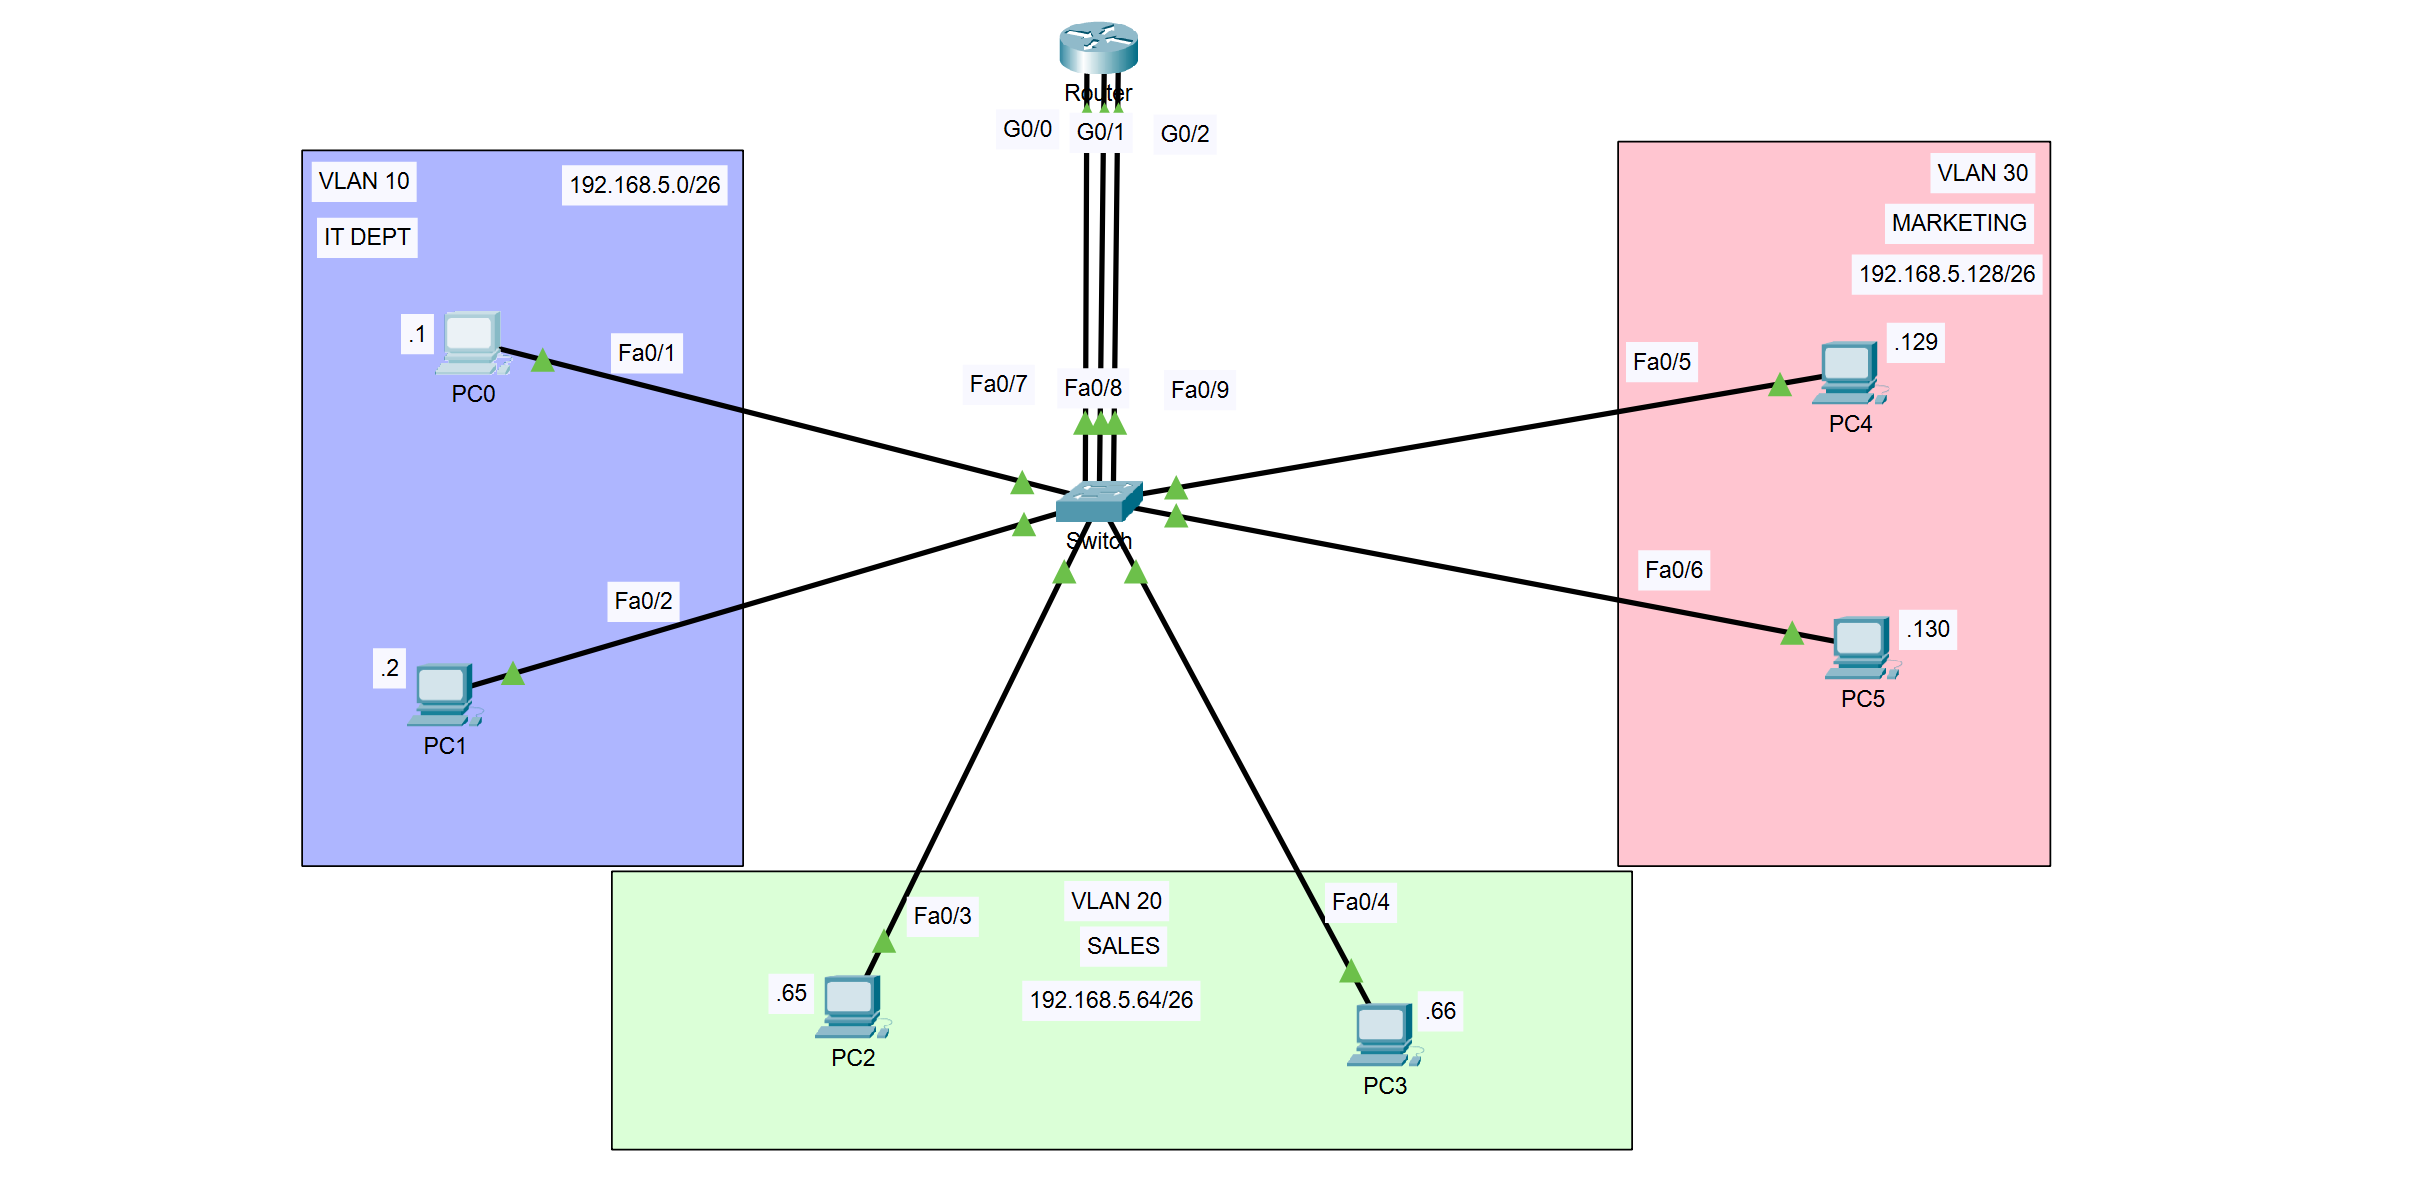 Router
G0/0
G0/1
G0/2
VLAN 10
192.168.5.0/26
IT DEPT
.1
PC0
Fa0/1
Fa0/2
.2
PC1
Fa0/7
Fa0/8
Fa0/9
Switch
VLAN 30
MARKETING
192.168.5.128/26
Fa0/5
.129
PC4
Fa0/6
.130
PC5
VLAN 20
SALES
192.168.5.64/26
Fa0/3
.65
PC2
Fa0/4
.66
PC3